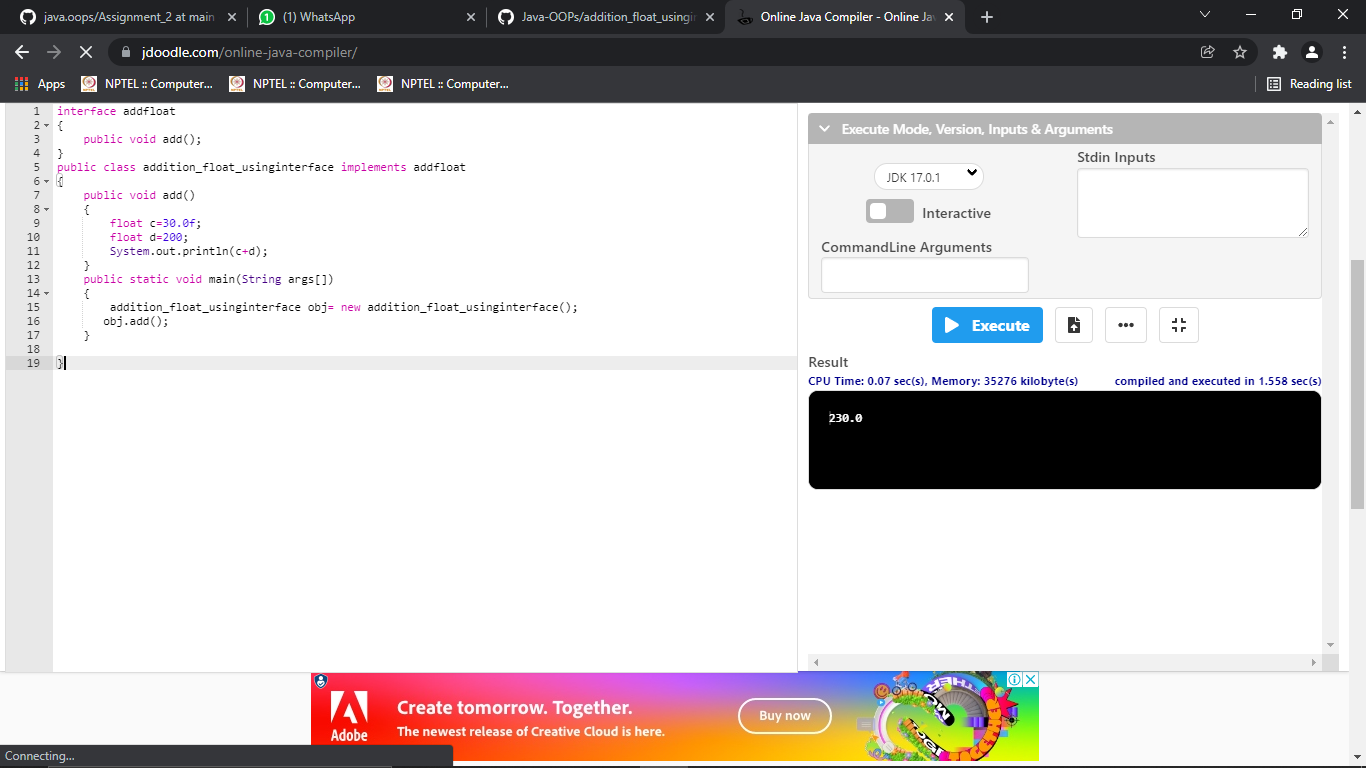 java.oops/Assignment_2 at main
(1) WhatsApp
Java-OOPs/addition_float_usingin
Online Java Compiler - Online Jav
jdoodle.com/online-java-compiler/
Apps
NPTEL :: Computer...
NPTEL :: Computer...
NPTEL :: Computer...
Reading list
1 interface addfloat
2 {
3 public void add();
4 }
5 public class addition_float_usinginterface implements addfloat
6 {
7 public void add()
8 {
9 float c=30.0f;
10 float d=200;
11 System.out.println(c+d);
12 }
13 public static void main(String args[])
14 {
15 addition_float_usinginterface obj= new addition_float_usinginterface();
16 obj.add();
17 }
18
19 }
Execute Mode, Version, Inputs & Arguments
JDK 17.0.1
Interactive
Stdin Inputs
CommandLine Arguments
Execute
Result
CPU Time: 0.07 sec(s), Memory: 35276 kilobyte(s) compiled and executed in 1.558 sec(s)
230.0
Adobe
Create tomorrow. Together.
The newest release of Creative Cloud is here.
Buy now
Connecting...